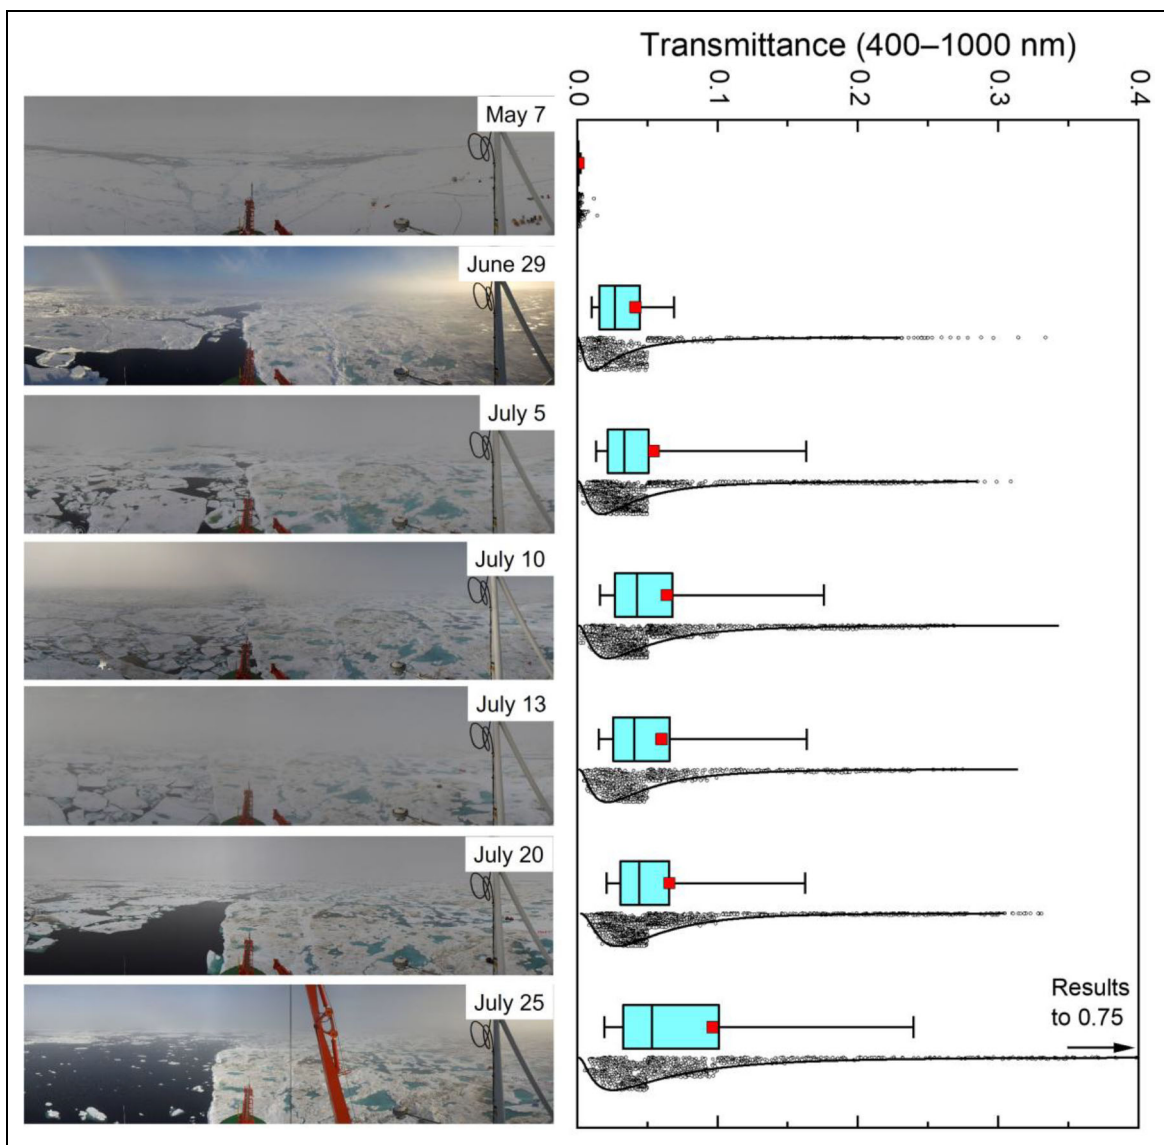 Transmittance (400–1000 nm)
0.0
0.1
0.2
0.3
0.4
May 7
June 29
July 5
July 10
July 13
July 20
July 25
Results
to 0.75